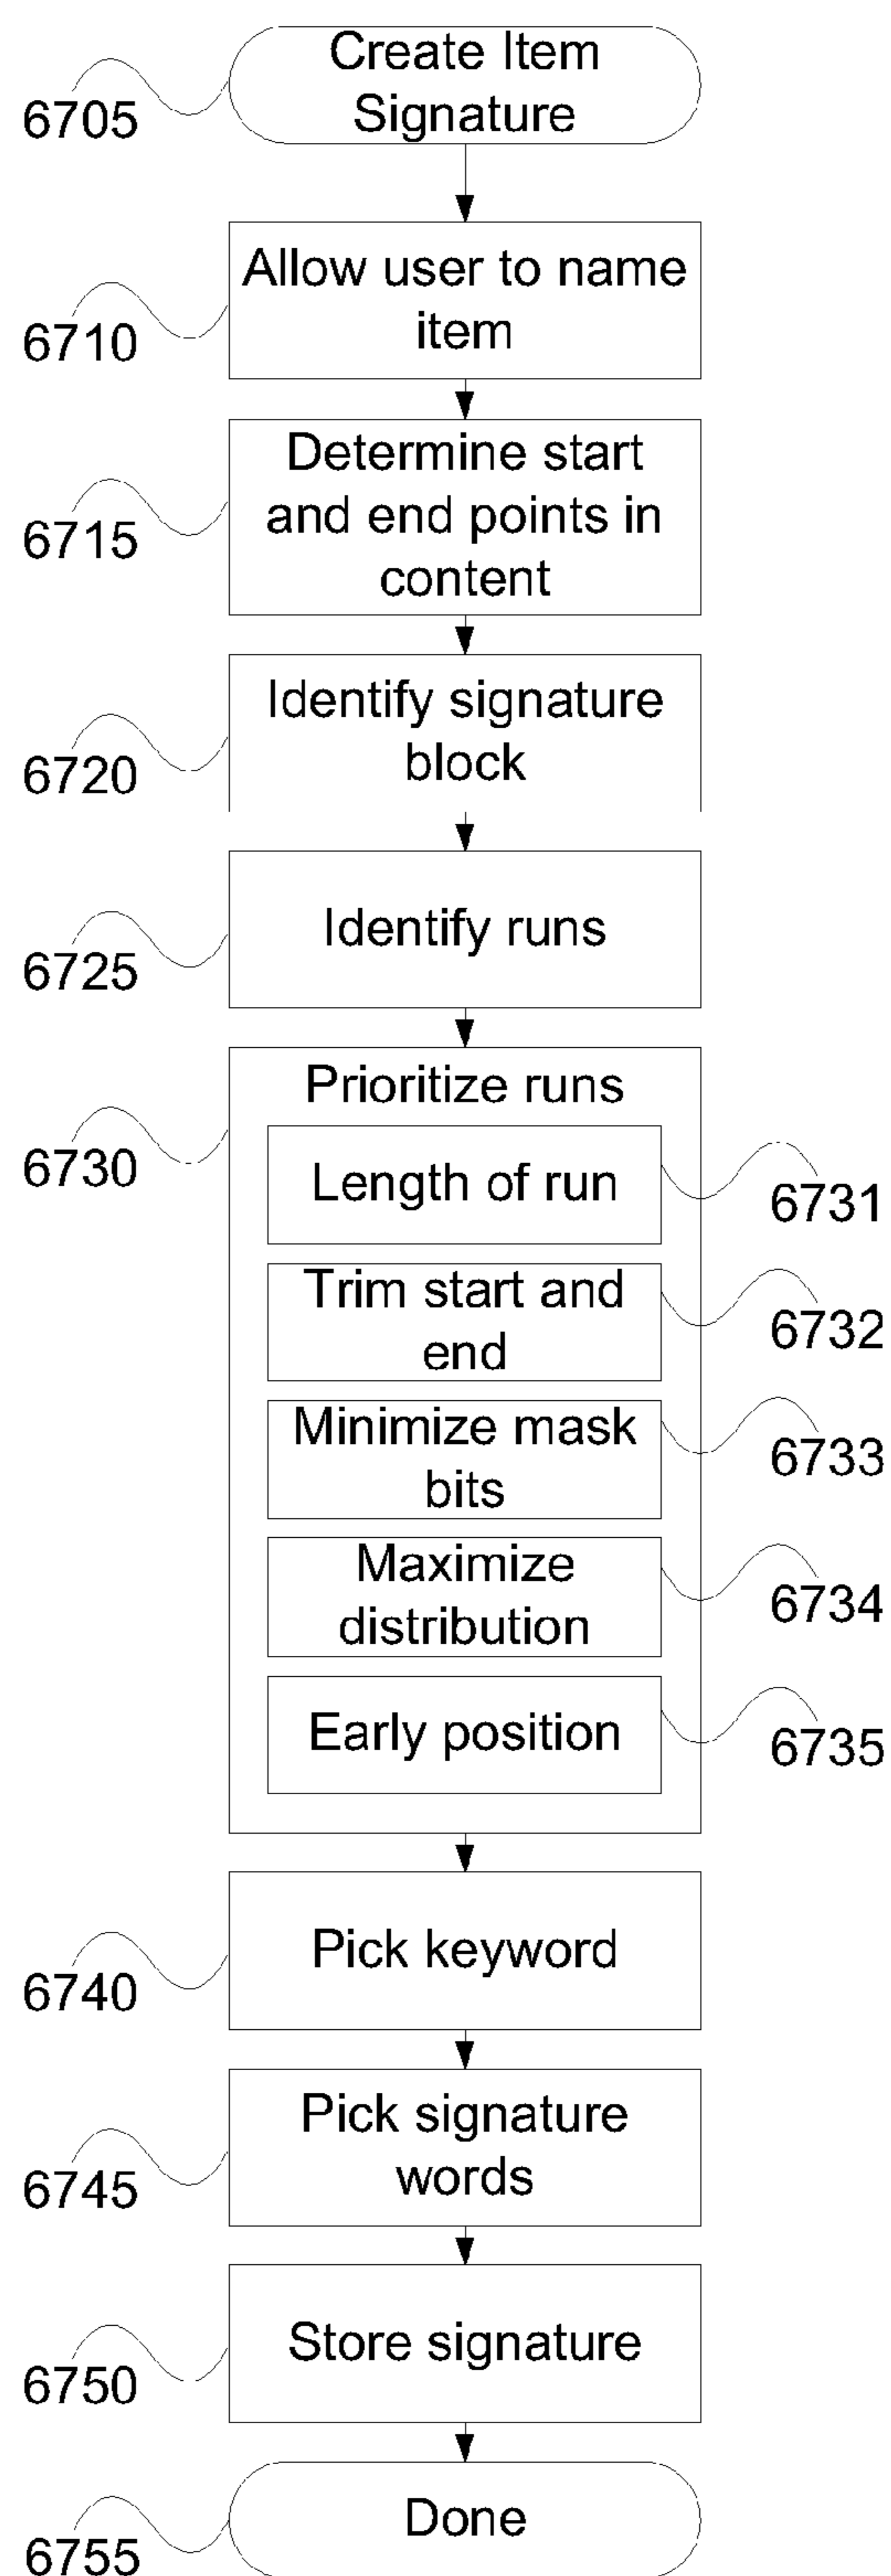 Create Item
Signature
6705
Allow user to name
item
6710
Determine start
and end points in
content
6715
Identify signature
block
6720
Identify runs
6725
Prioritize runs
6730
Length of run
6731
Trim start and
end
6732
Minimize mask
bits
6733
Maximize
distribution
6734
Early position
6735
Pick keyword
6740
Pick signature
words
6745
Store signature
6750
Done
6755